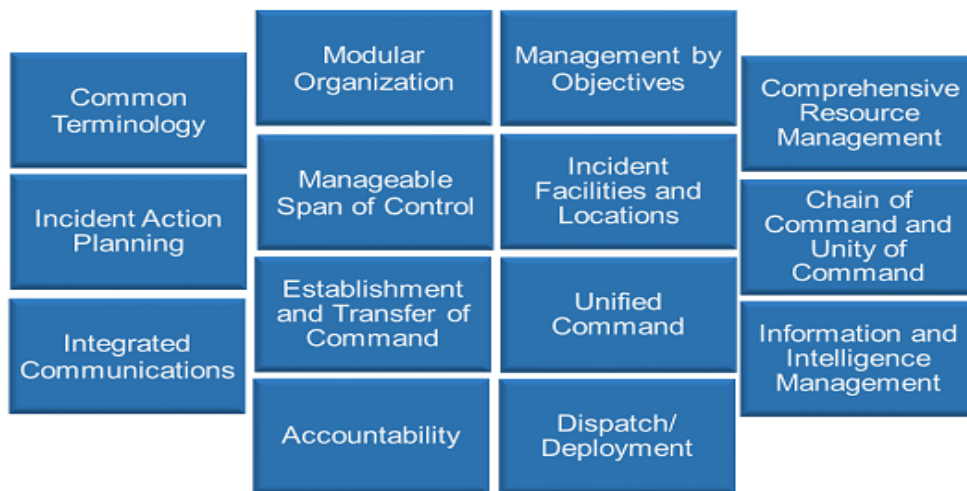 Common
Terminology
Incident Action
Planning
Integrated
Communications
Modular
Organization
Manageable
Span of Control
Establishment
and Transfer of
Command
Accountability
Management by
Objectives
Incident
Facilities and
Locations
Unified
Command
Dispatch/
Deployment
Comprehensive
Resource
Management
Chain of
Command and
Unity of
Command
Information and
Intelligence
Management